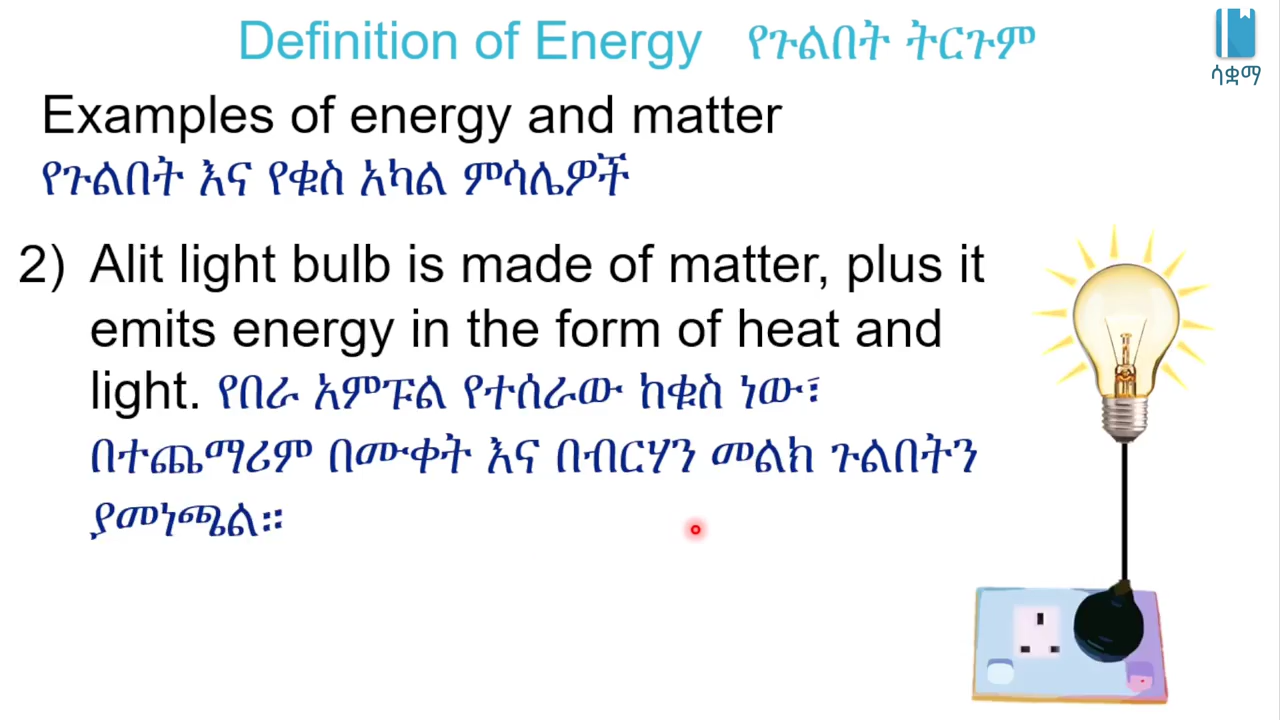 Definition of Energy የጉልበት ትርጉም
ሳቋማ
Examples of energy and matter
የጉልበት እና የቁስ አካል ምሳሌዎች
2) Alit light bulb is made of matter, plus it
emits energy in the form of heat and
light. የበራ አምፑል የተሰራው ከቁስ ነው፣
በተጨማሪም በሙቀት እና በብርሃን መልክ ጉልበትን
ያመነጫል።